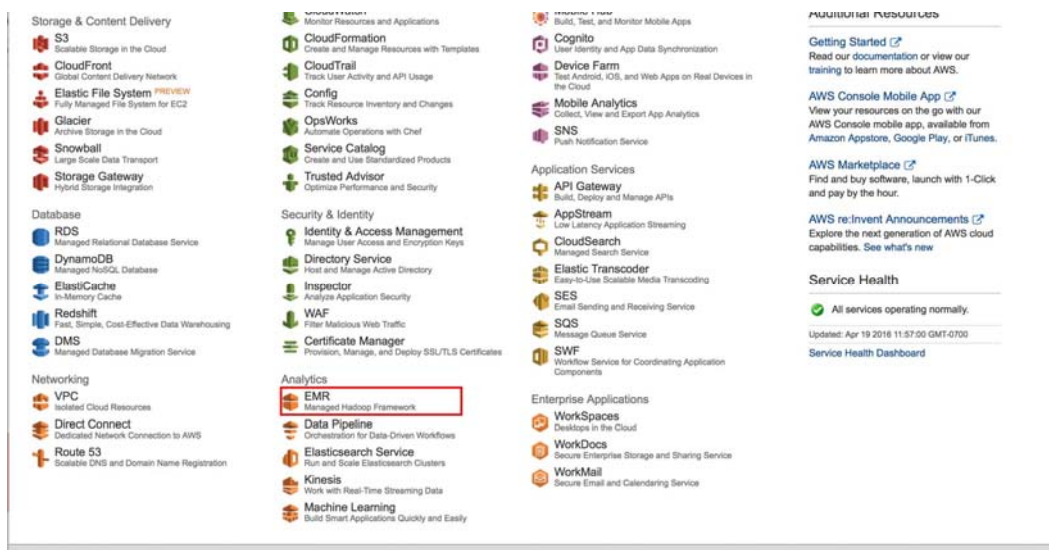 Storage & Content Delivery
S3
Scalable Storage in the Cloud
CloudFront
Global Content Delivery Network
Elastic File System PREVIEW
Fully Managed File System for EC2
Glacier
Archive Storage in the Cloud
Snowball
Large Scale Data Transport
Storage Gateway
Hybrid Storage Integration
Database
RDS
Managed Relational Database Service
DynamoDB
Managed NoSQL Database
ElastiCache
In-Memory Cache
Redshift
Fast, Simple, Cost-Effective Data Warehousing
DMS
Managed Database Migration Service
Networking
VPC
Isolated Cloud Resources
Direct Connect
Dedicated Network Connection to AWS
Route 53
Scalable DNS and Domain Name Registration
CloudWatch
Monitor Resources and Applications
CloudFormation
Create and Manage Resources with Templates
CloudTrail
Track User Activity and API Usage
Config
Track Resource Inventory and Changes
OpsWorks
Automate Operations with Chef
Service Catalog
Create and Use Standardized Products
Trusted Advisor
Optimize Performance and Security
Security & Identity
Identity & Access Management
Manage User Access and Encryption Keys
Directory Service
Host and Manage Active Directory
Inspector
Analyze Application Security
WAF
Filter Malicious Web Traffic
Certificate Manager
Provision, Manage, and Deploy SSL/TLS Certificates
Analytics
EMR
Managed Hadoop Framework
Data Pipeline
Orchestration for Data-Driven Workflows
Elasticsearch Service
Run and Scale Elasticsearch Clusters
Kinesis
Work with Real-Time Streaming Data
Machine Learning
Build Smart Applications Quickly and Easily
Mobile Hub
Build, Test, and Monitor Mobile Apps
Cognito
User Identity and App Data Synchronization
Device Farm
Test Android, iOS, and Web Apps on Real Devices in
the Cloud
Mobile Analytics
Collect, View and Export App Analytics
SNS
Push Notification Service
Application Services
API Gateway
Build, Deploy and Manage APIs
AppStream
Low Latency Application Streaming
CloudSearch
Managed Search Service
Elastic Transcoder
Easy-to-Use Scalable Media Transcoding
SES
Email Sending and Receiving Service
SQS
Message Queue Service
SWF
Workflow Service for Coordinating Application
Components
Enterprise Applications
WorkSpaces
Desktops in the Cloud
WorkDocs
Secure Enterprise Storage and Sharing Service
WorkMail
Secure Email and Calendaring Service
Additional Resources
Getting Started
Read our documentation or view our
training to learn more about AWS.
AWS Console Mobile App
View your resources on the go with our
AWS Console mobile app, available from
Amazon Appstore, Google Play, or iTunes.
AWS Marketplace
Find and buy software, launch with 1-Click
and pay by the hour.
AWS re:Invent Announcements
Explore the next generation of AWS cloud
capabilities. See what's new
Service Health
All services operating normally.
Updated: Apr 19 2016 11:57:00 GMT-0700
Service Health Dashboard